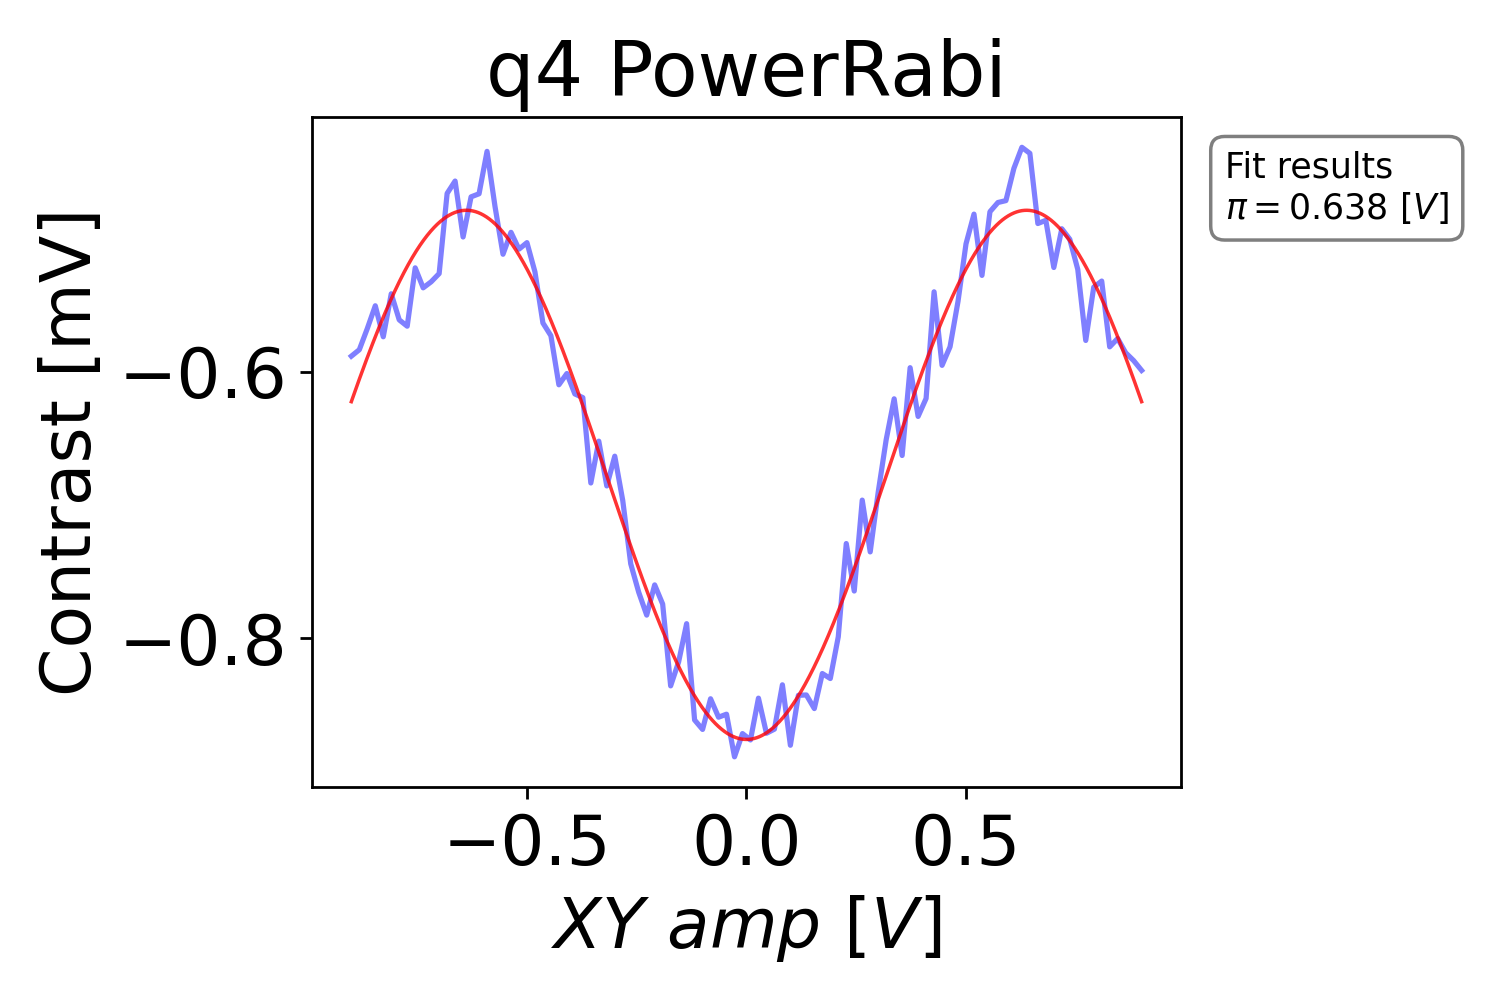 q4 PowerRabi
Contrast [mV]
−0.6
−0.8
−0.5 0.0 0.5
XY amp [V]
Fit results
π = 0.638 [V]